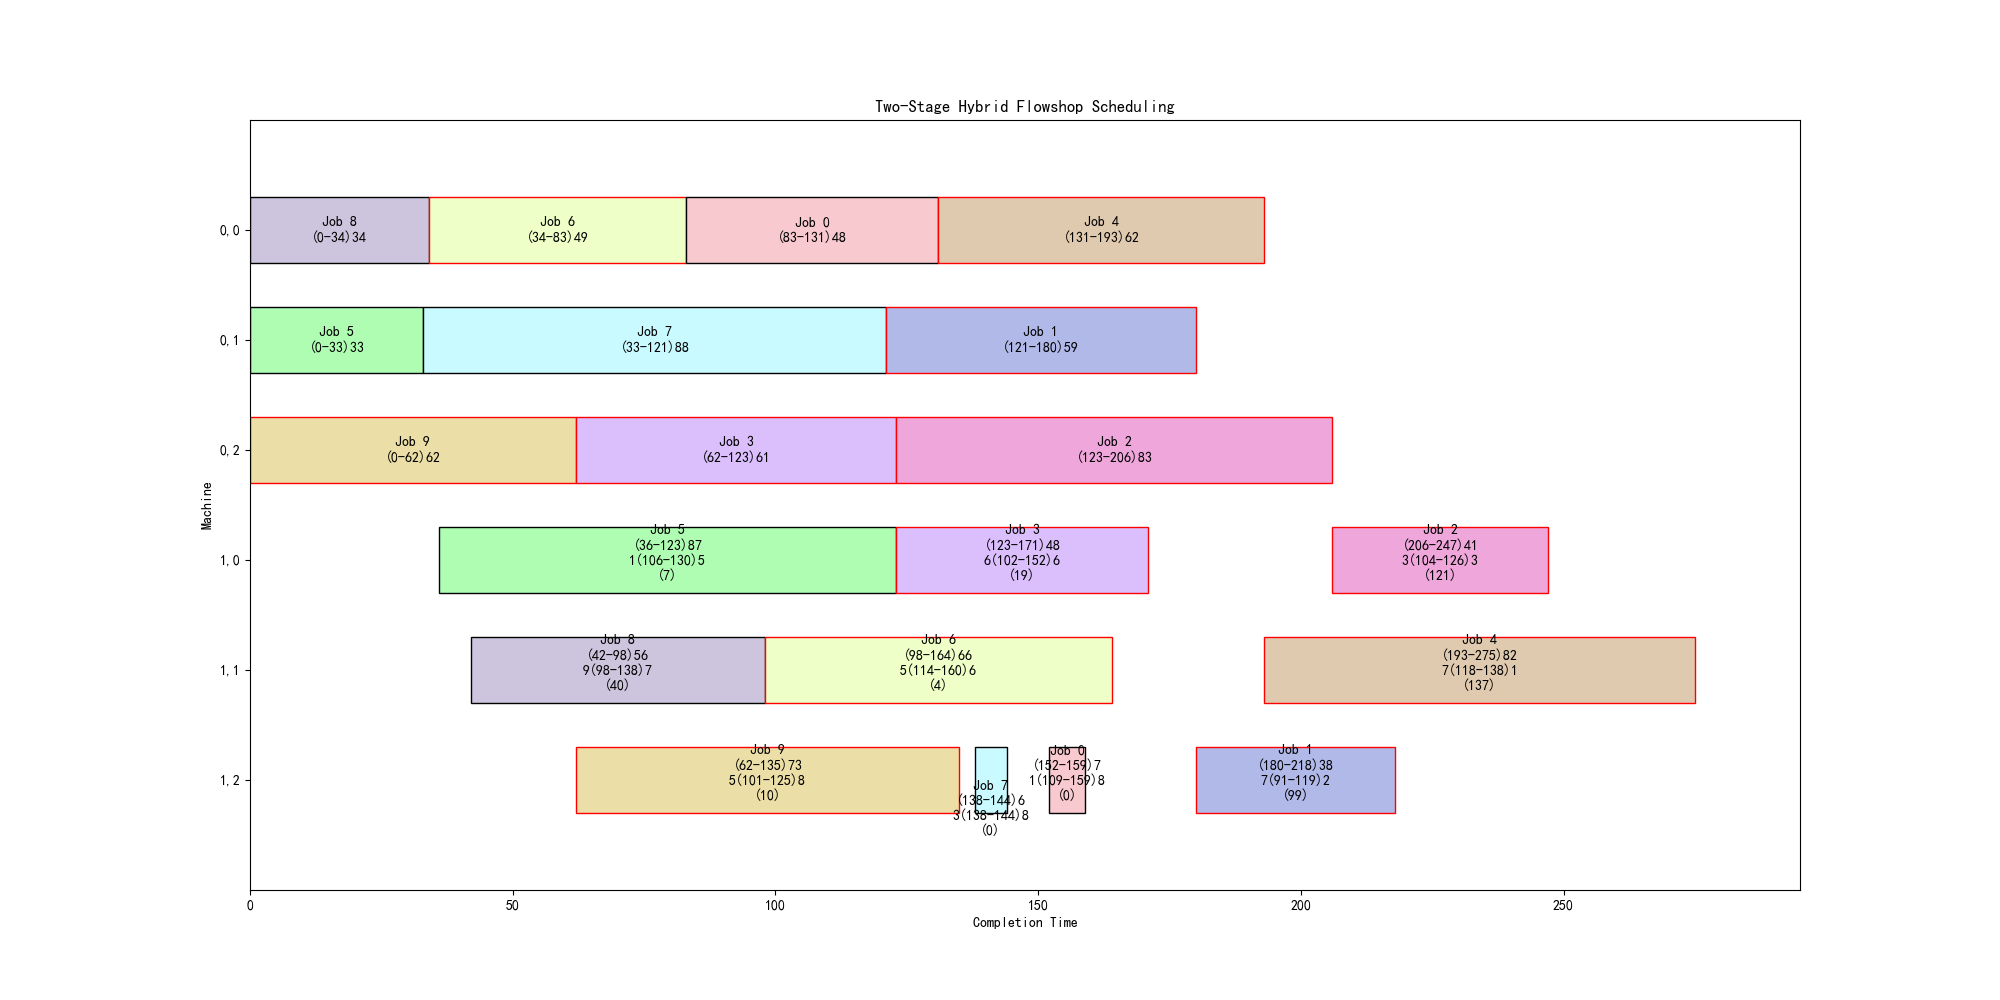 Two-Stage Hybrid Flowshop Scheduling
0,0
Job 8
(0-34)34
Job 6
(34-83)49
Job 0
(83-131)48
Job 4
(131-193)62
0,1
Job 5
(0-33)33
Job 7
(33-121)88
Job 1
(121-180)59
0,2
Job 9
(0-62)62
Job 3
(62-123)61
Job 2
(123-206)83
Machine
1,0
Job 5
(36-123)87
1(106-130)5
(7)
Job 3
(123-171)48
6(102-152)6
(19)
Job 2
(206-247)41
3(104-126)3
(121)
1,1
Job 8
(42-98)56
9(98-138)7
(40)
Job 6
(98-164)66
5(114-160)6
(4)
Job 4
(193-275)82
7(118-138)1
(137)
1,2
Job 9
(62-135)73
5(101-125)8
(10)
Job 7
(138-144)6
3(138-144)8
(0)
Job 0
(152-159)7
1(109-159)8
(0)
Job 1
(180-218)38
7(91-119)2
(99)
0
50
100
150
200
250
Completion Time